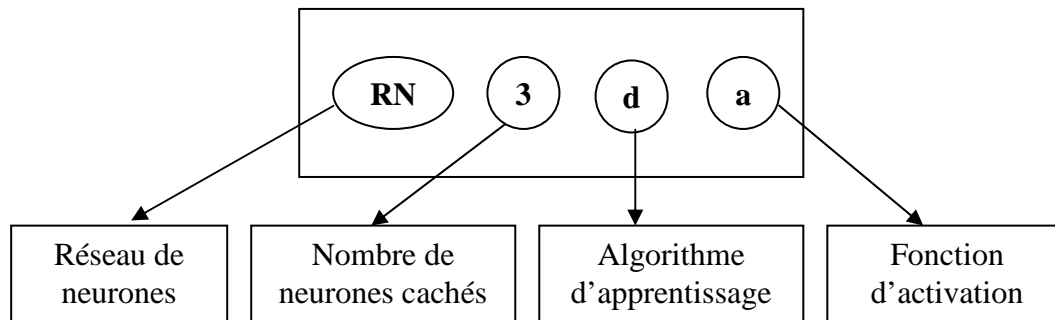 RN 3 d a
Réseau de
neurones
Nombre de
neurones cachés
Algorithme
d’apprentissage
Fonction
d’activation